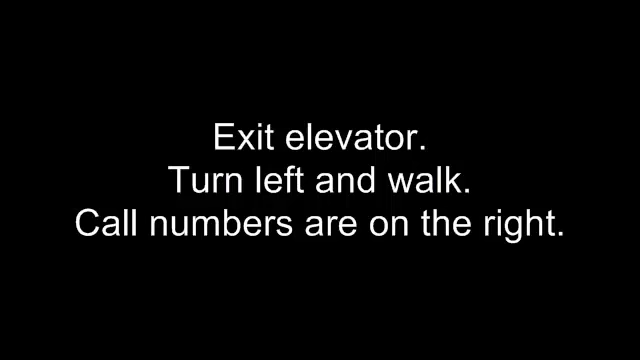 Exit elevator.
Turn left and walk.
Call numbers are on the right.